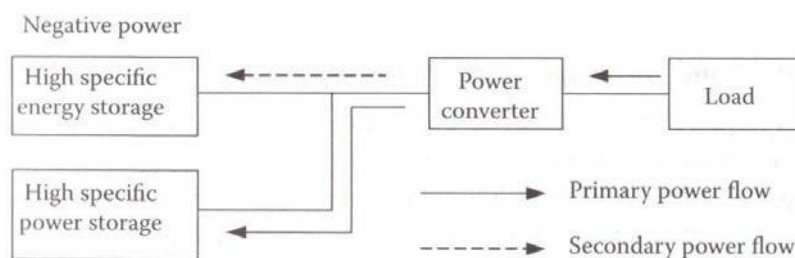 Negative power
High specific
energy storage
Power
converter
Load
High specific
power storage
Primary power flow
Secondary power flow